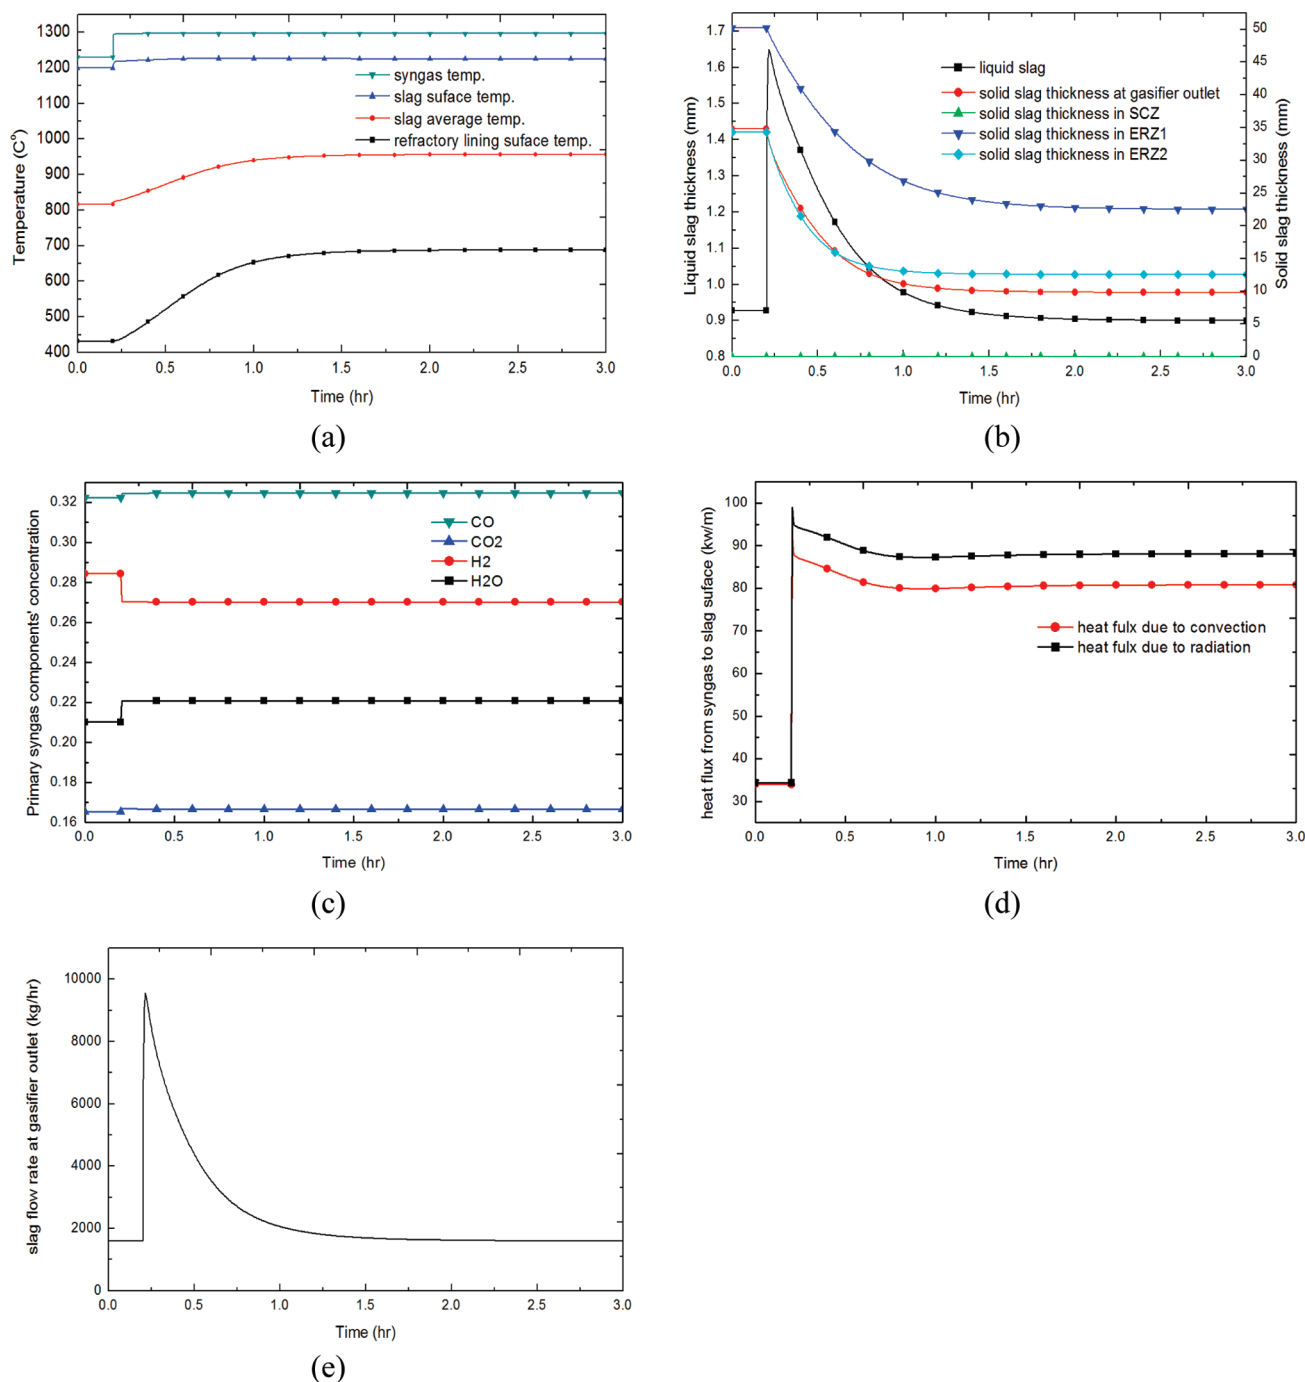 1300
1200
1100
1000
900
800
700
600
500
400
0.0 0.5 1.0 1.5 2.0 2.5 3.0
Temperature (C°)
Time (hr)
syngas temp.
slag suface temp.
slag average temp.
refractory lining suface temp.
(a)
1.7
1.6
1.5
1.4
1.3
1.2
1.1
1.0
0.9
0.8
0.0 0.5 1.0 1.5 2.0 2.5 3.0
50
45
40
35
30
25
20
15
10
5
0
Liquid slag thickness (mm)
Solid slag thickness (mm)
Time (hr)
liquid slag
solid slag thickness at gasifier outlet
solid slag thickness in SCZ
solid slag thickness in ERZ1
solid slag thickness in ERZ2
(b)
0.32
0.30
0.28
0.26
0.24
0.22
0.20
0.18
0.16
0.0 0.5 1.0 1.5 2.0 2.5 3.0
Primary syngas components' concentration
Time (hr)
CO
CO2
H2
H2O
(c)
100
90
80
70
60
50
40
30
0.0 0.5 1.0 1.5 2.0 2.5 3.0
heat flux from syngas to slag suface (kw/m)
Time (hr)
heat fulx due to convection
heat fulx due to radiation
(d)
10000
8000
6000
4000
2000
0
0.0 0.5 1.0 1.5 2.0 2.5 3.0
slag flow rate at gasifier outlet (kg/hr)
Time (hr)
(e)